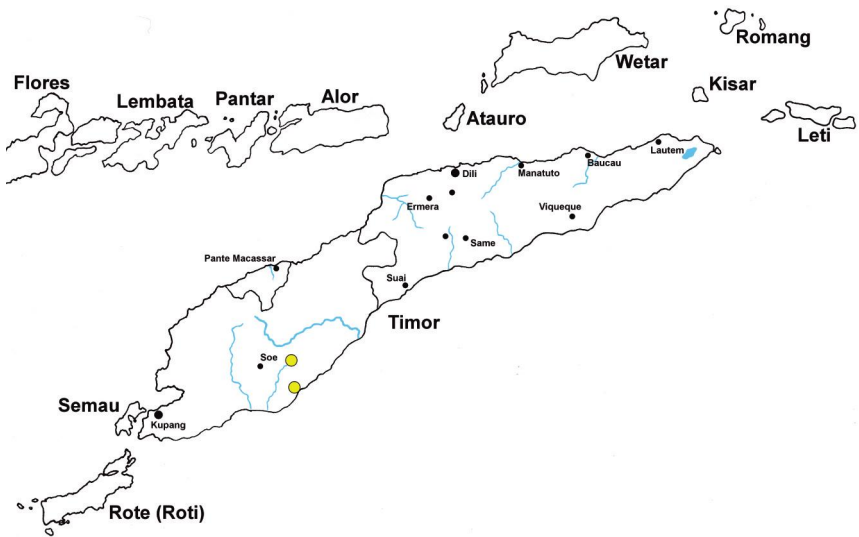 Romang
Wetar
Flores
Kisar
Lembata
Pantar
Alor
Atauro
Leti
Lautem
Baucau
Manatuto
Dili
Ermera
Viqueque
Same
Pante Macassar
Suai
Timor
Soe
Semau
Kupang
Rote (Roti)